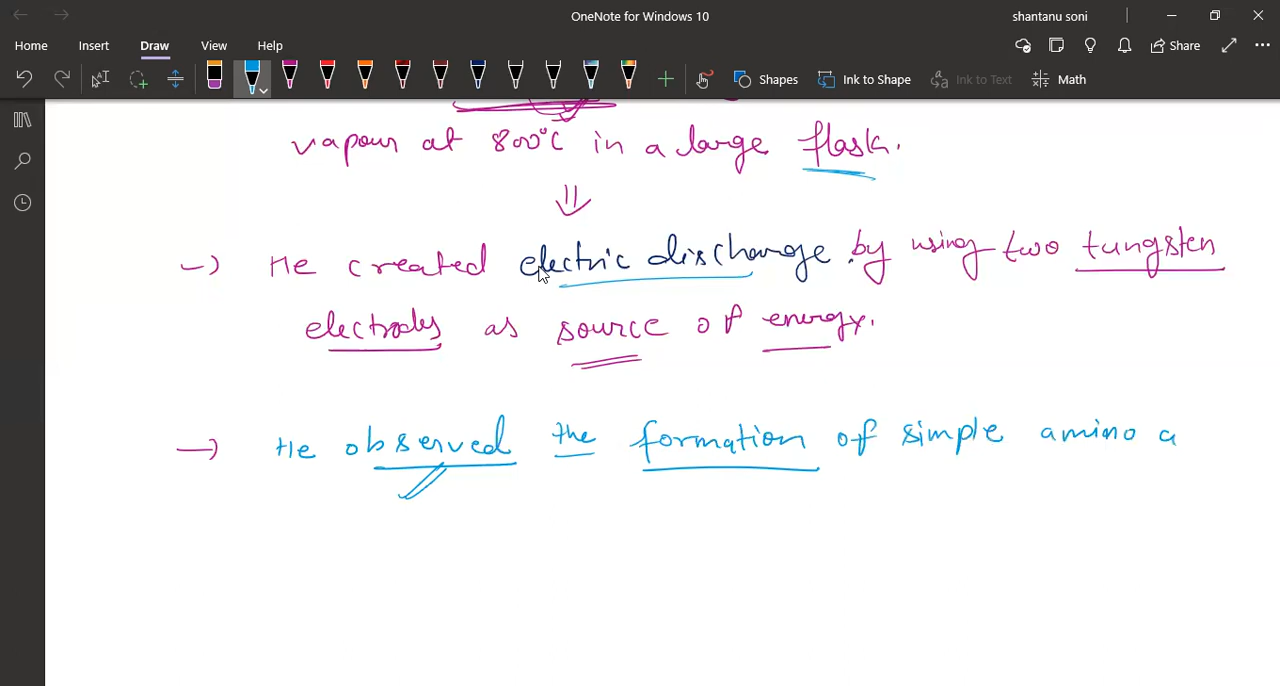 OneNote for Windows 10
shantanu soni
Home Insert Draw View Help
Share
Shapes Ink to Shape Ink to Text Math
vapour at 800°C in a large flask.
He created electric discharge by using two tungsten
electrodes as source of energy.
He observed the formation of simple amino a